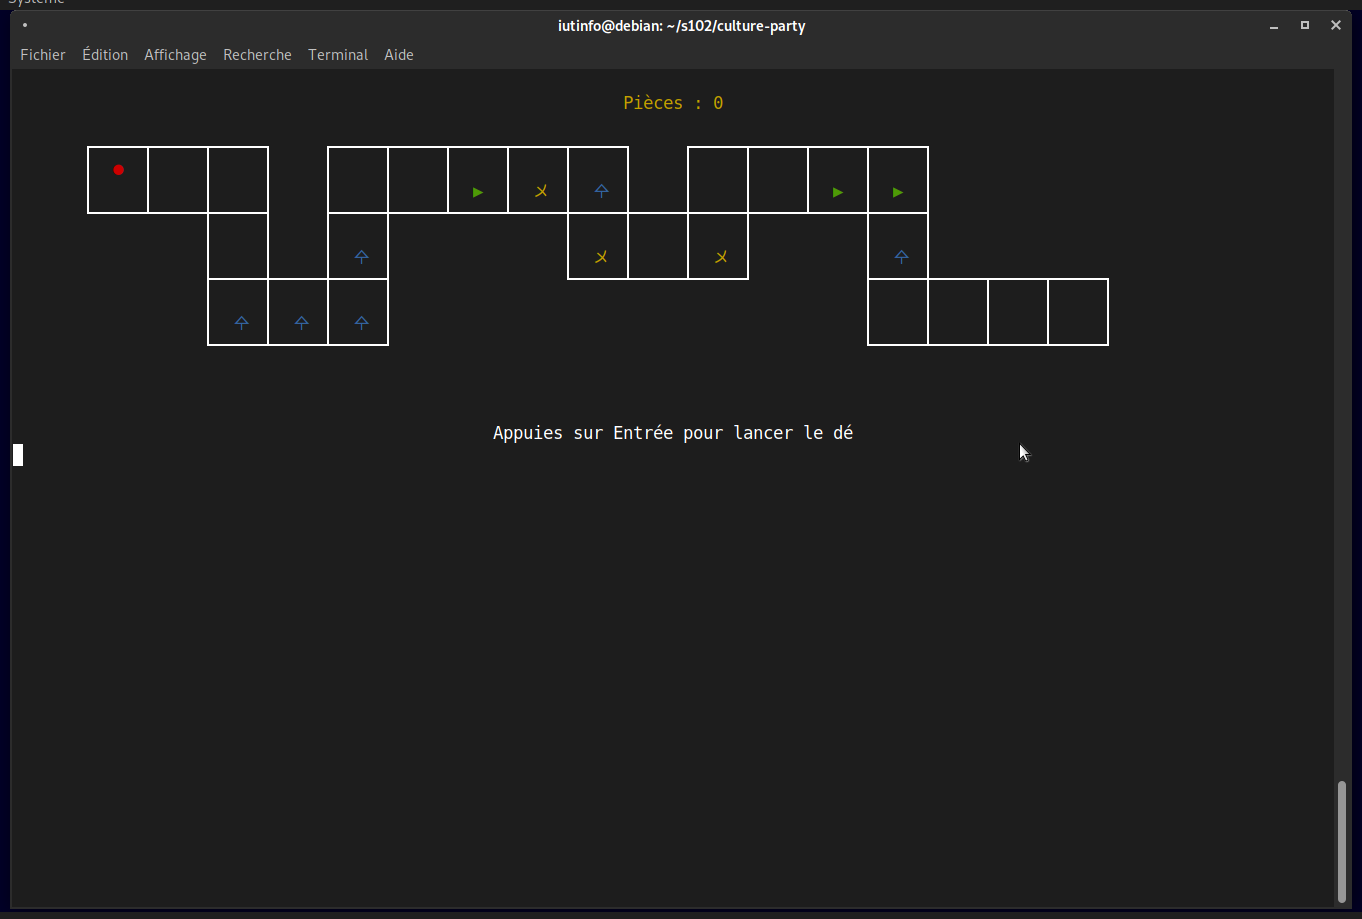 Système
iutinfo@debian: ~/s102/culture-party
Fichier Édition Affichage Recherche Terminal Aide
Pièces : 0
Appuies sur Entrée pour lancer le dé